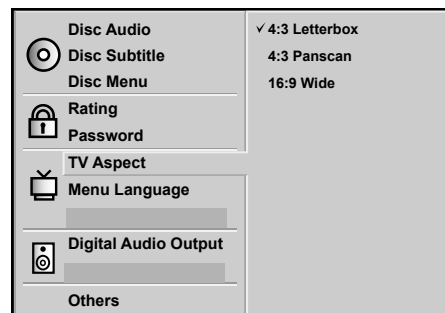 Disc Audio
Disc Subtitle
Disc Menu
Rating
Password
TV Aspect
Menu Language
Digital Audio Output
Others
✓ 4:3 Letterbox
4:3 Panscan
16:9 Wide